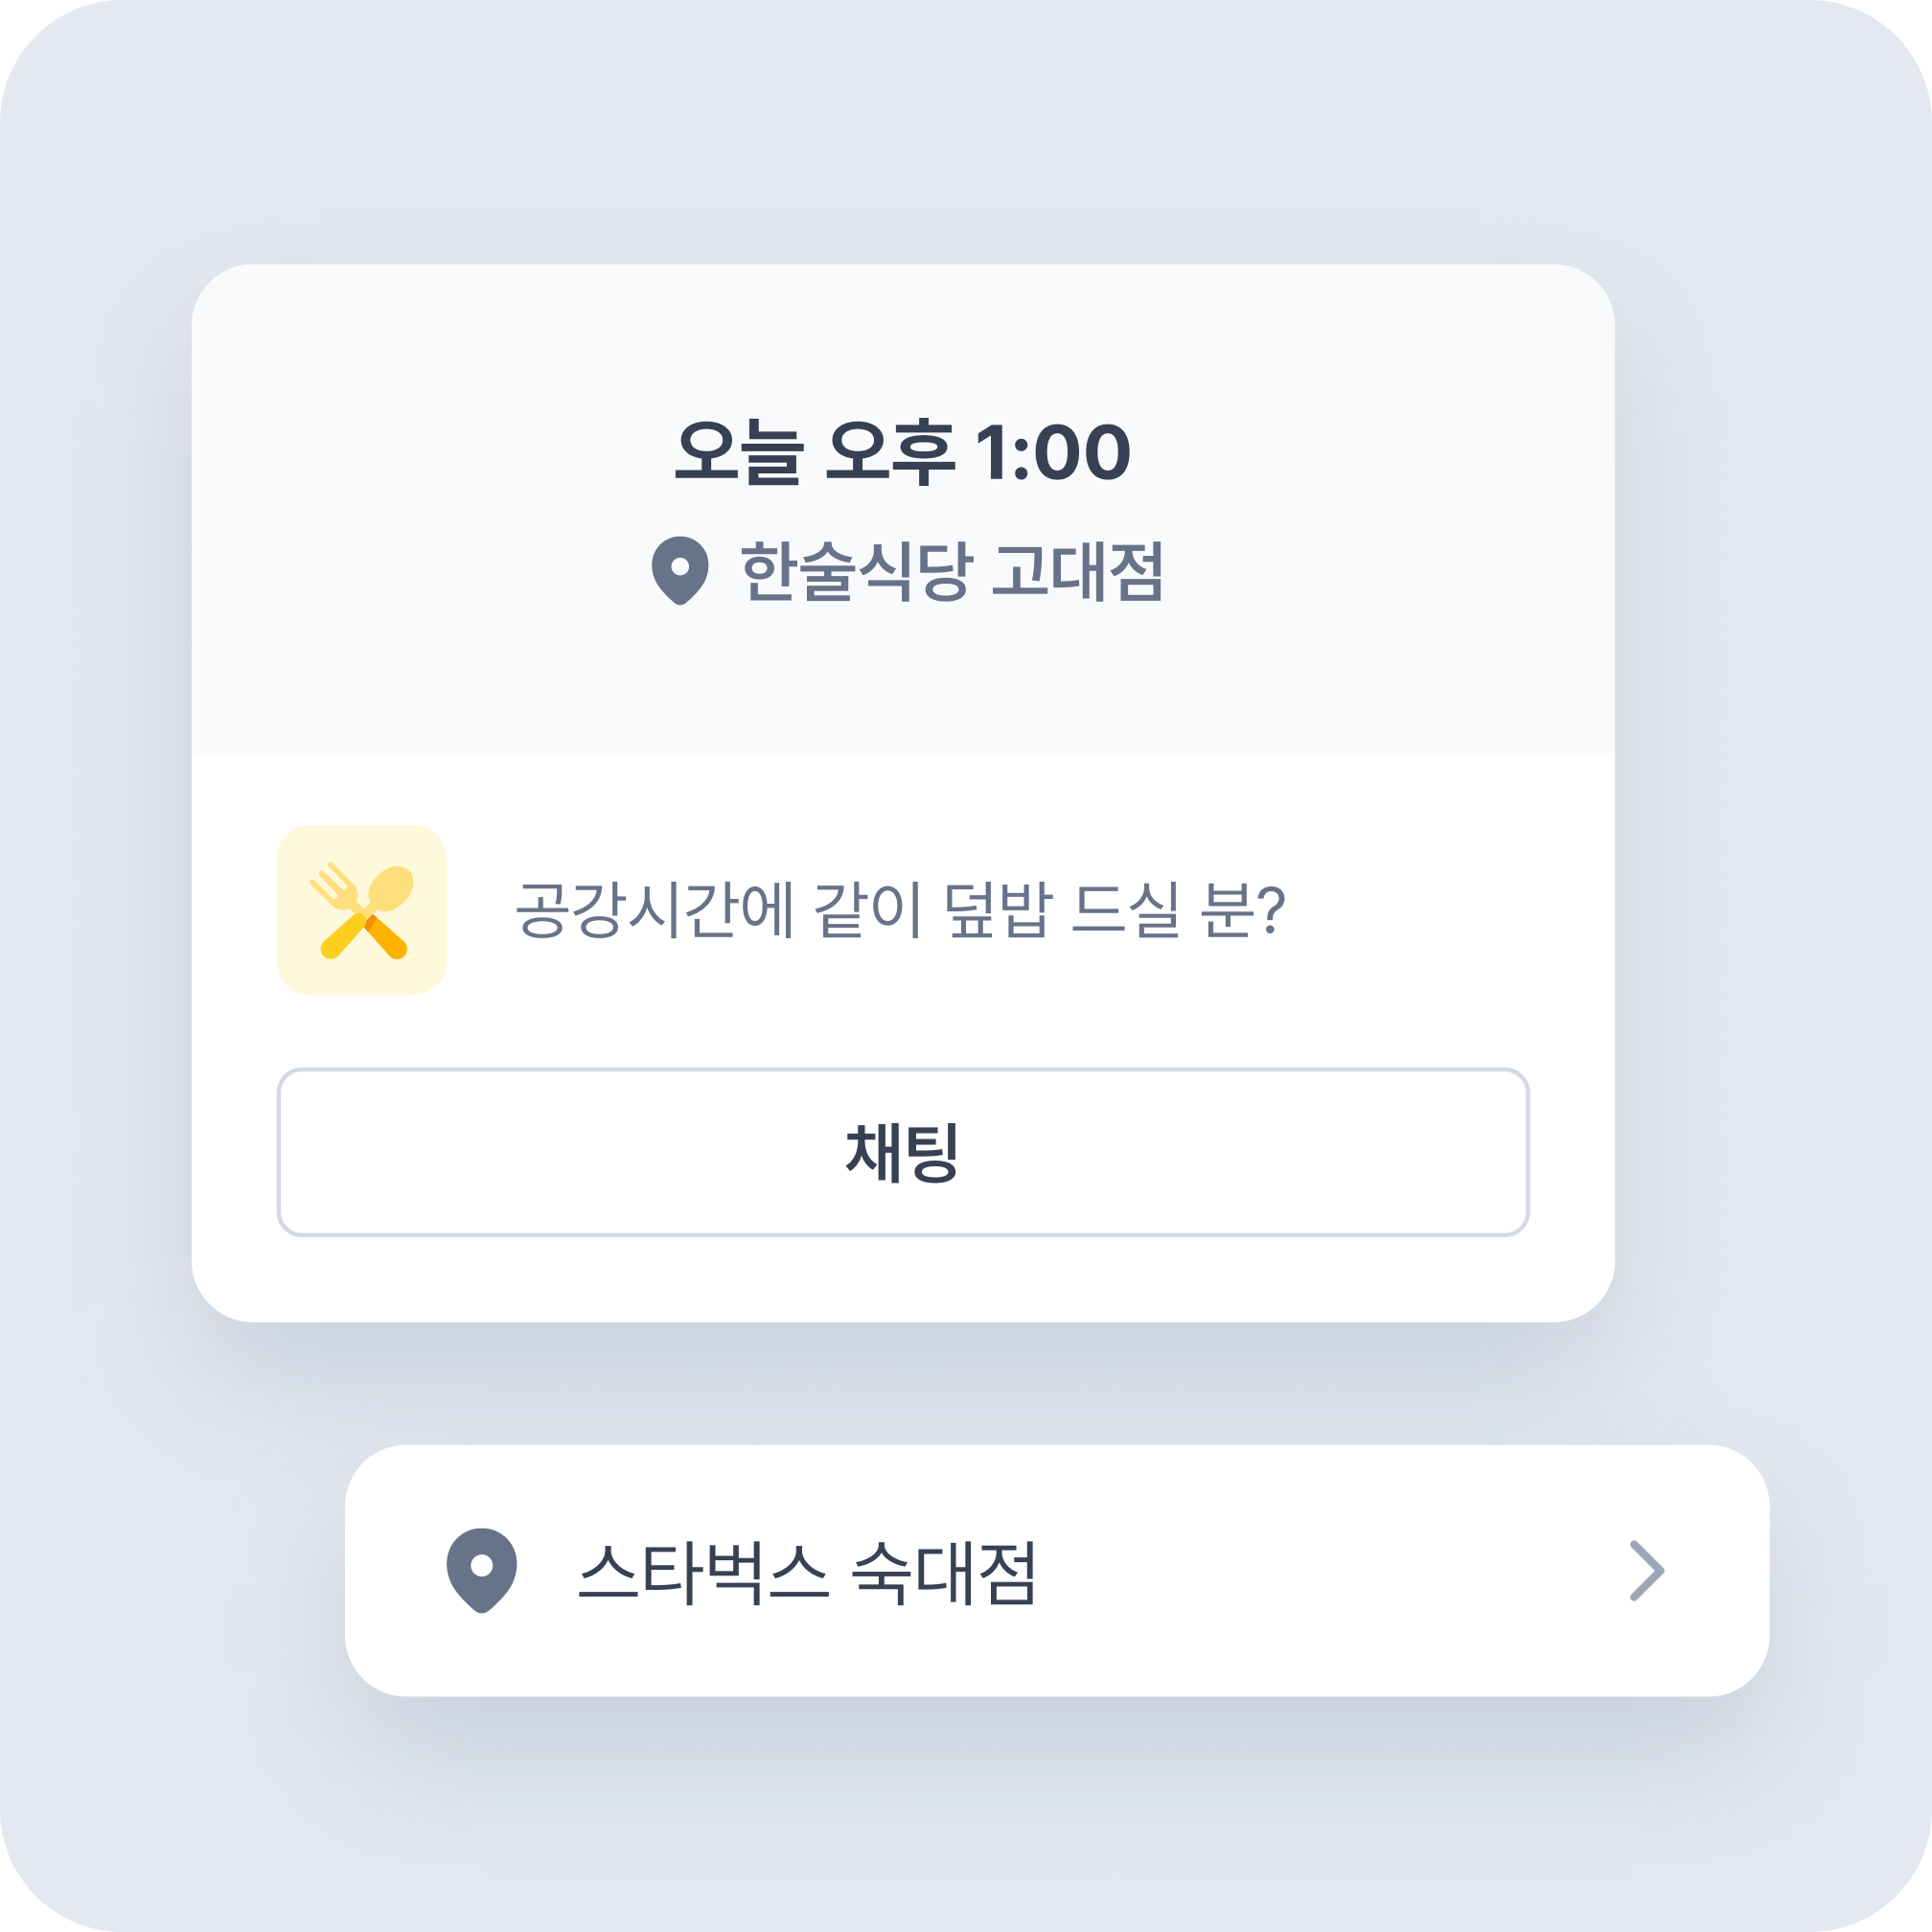 오늘 오후 1:00
한술식당 고대점
공강시간에 같이 덮밥 드실 분?
채팅
스타벅스 숙대점